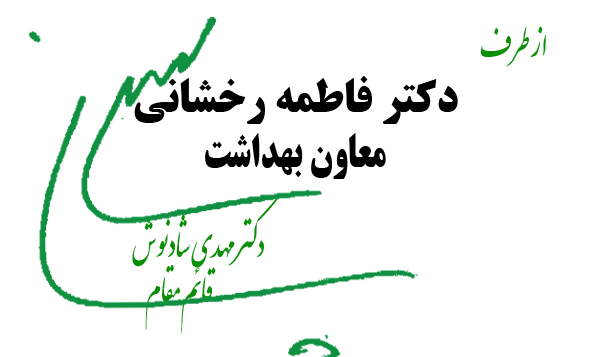 از طرف
دکتر فاطمه رخشانی
معاون بهداشت
دکتر مهدی شادنوش
قائم مقام